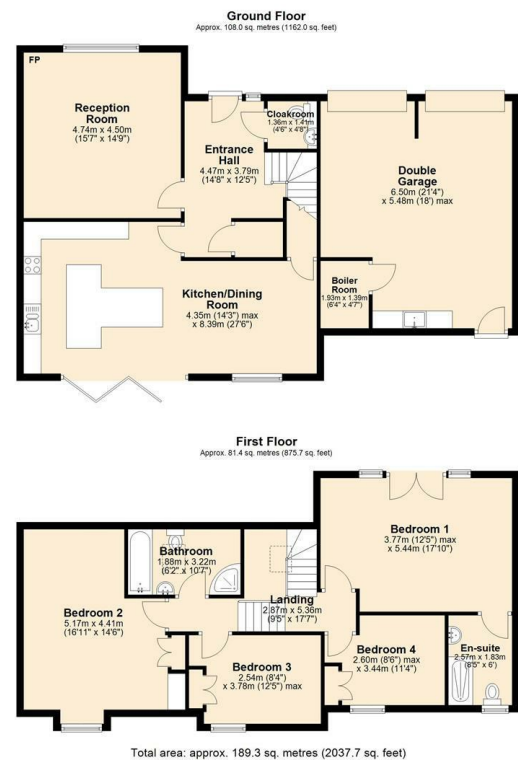 Ground Floor
Approx. 108.0 sq. metres (1162.0 sq. feet)
FP
Reception
Room
4.74m x 4.50m
(15'7" x 14'9")
Cloakroom
1.36m x 1.41m
(4'6" x 4'8")
Entrance
Hall
4.47m x 3.79m
(14'8" x 12'5")
Double
Garage
6.50m (21'4")
x 5.48m (18') max
Boiler
Room
1.93m x 1.39m
(6'4" x 4'7")
Kitchen/Dining
Room
4.35m (14'3") max
x 8.39m (27'6")
First Floor
Approx. 81.4 sq. metres (875.7 sq. feet)
Bedroom 1
3.77m (12'5") max
x 5.44m (17'10")
Bathroom
1.88m x 3.22m
(6'2" x 10'7")
Bedroom 2
5.17m x 4.41m
(16'11" x 14'6")
Landing
2.87m x 5.36m
(9'5" x 17'7")
Bedroom 3
2.54m (8'4")
x 3.78m (12'5") max
Bedroom 4
2.60m (8'6") max
x 3.44m (11'4")
En-suite
2.57m x 1.83m
(8'5" x 6')
Total area: approx. 189.3 sq. metres (2037.7 sq. feet)